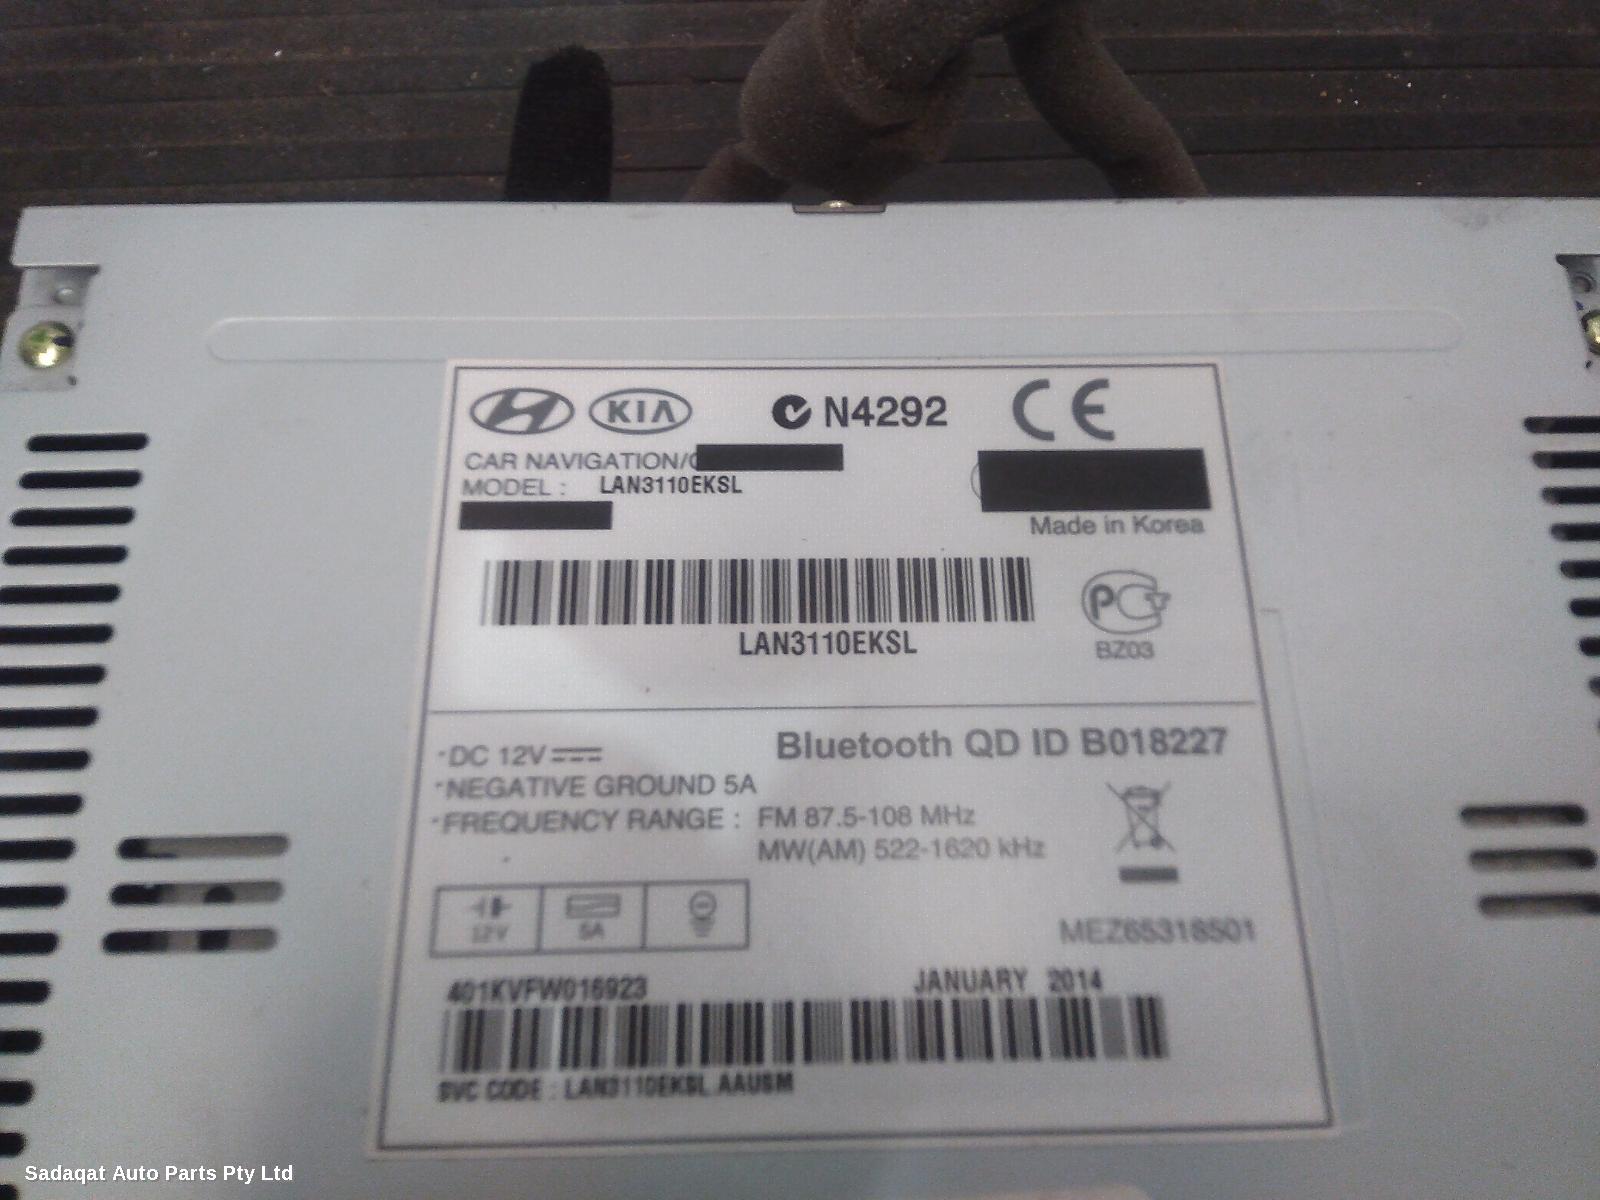 KIA N4292 CE
CAR NAVIGATION/
MODEL : LAN3110EKSL
Made in Korea
LAN3110EKSL
BZ03
-DC 12V
Bluetooth QD ID B018227
-NEGATIVE GROUND 5A
-FREQUENCY RANGE : FM 87.5-108 MHz
MW(AM) 522-1620 kHz
12V 5A
MEZ65318501
401KVFW016923 JANUARY 2014
SVC CODE : LAN3110EKSL.AAUSM
Sadaqat Auto Parts Pty Ltd